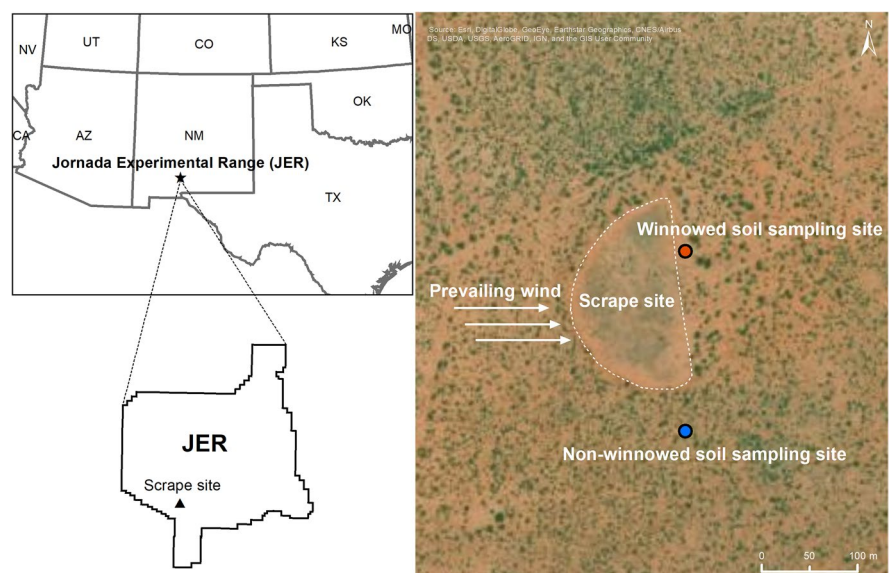 NV
UT
CO
KS
MO
CA
AZ
NM
OK
Jornada Experimental Range (JER)
TX
JER
Scrape site
Source: Esri, DigitalGlobe, GeoEye, Earthstar Geographics, CNES/Airbus
DS, USDA, USGS, AeroGRID, IGN, and the GIS User Community
N
Winnowed soil sampling site
Prevailing wind
Scrape site
Non-winnowed soil sampling site
0 50 100 m